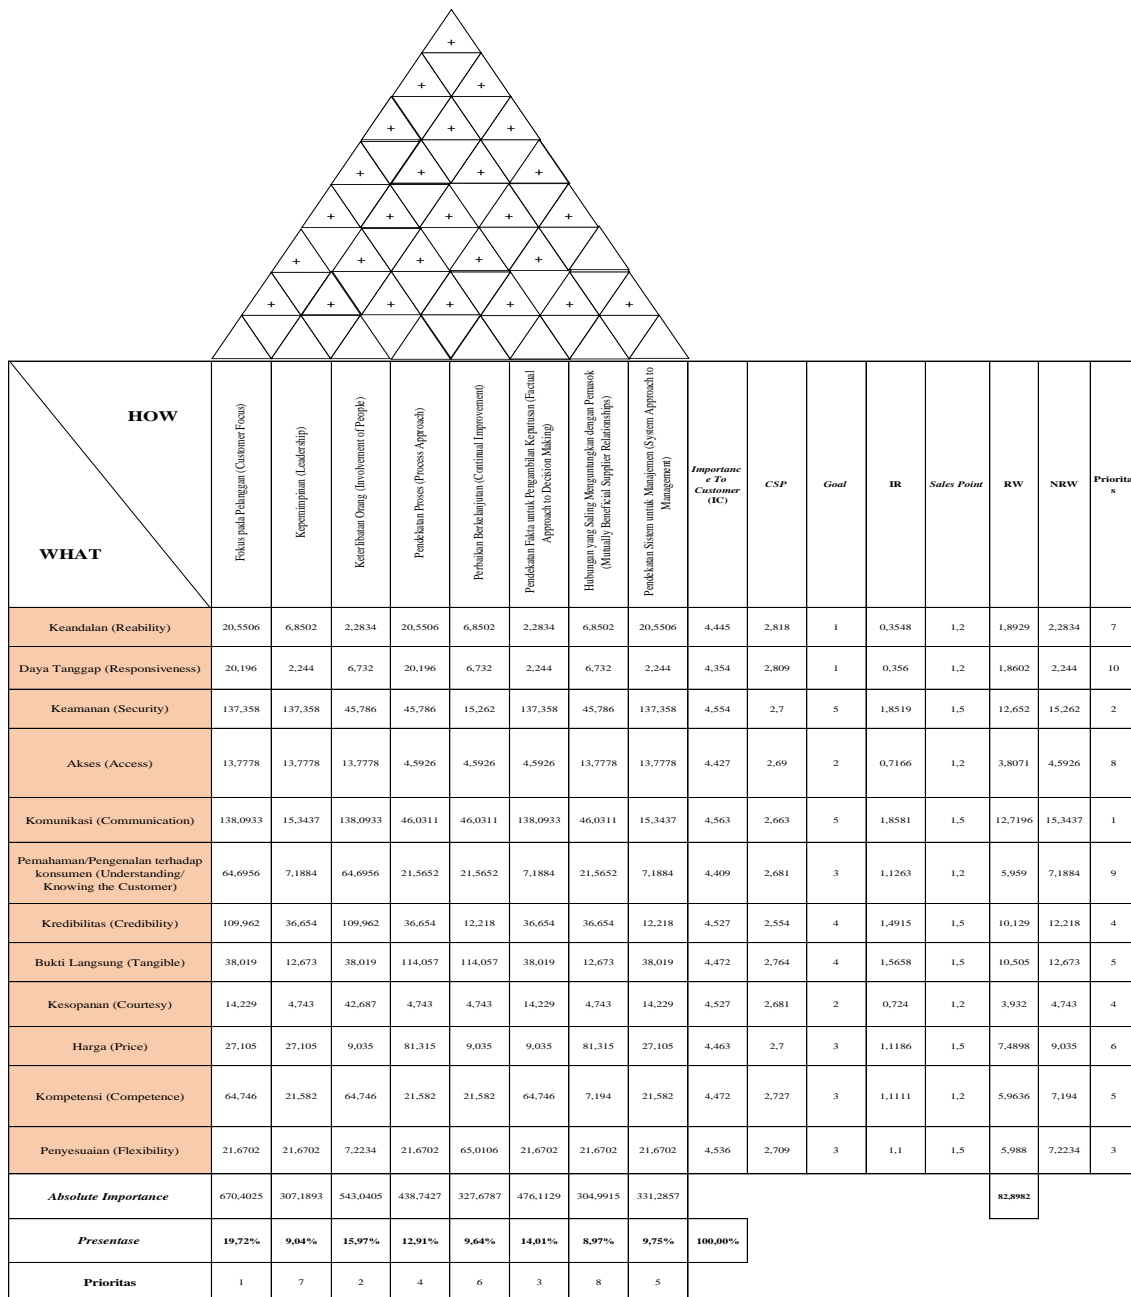 +
+ +
+ + +
+ + + +
+ + + + +
+ + + + +
+ + + + + + +
HOW
WHAT
Fokus pada Pelanggan (Customer Focus)
Kepemimpinan (Leadership)
Keterlibatan Orang (Involvement of People)
Pendekatan Proses (Process Approach)
Perbaikan Berkelanjutan (Continual Improvement)
Pendekatan Fakta untuk Pengambilan Keputusan (Factual
Approach to Decision Making)
Hubungan yang Saling Menguntungkan dengan Pemasok
(Mutually Beneficial Supplier Relationships)
Pendekatan Sistem untuk Manajemen (System Approach to
Management)
Importanc
e To
Customer
(IC)
CSP
Goal
IR
Sales Point
RW
NRW
Priorita
s
Keandalan (Reability) 20,5506 6,8502 2,2834 20,5506 6,8502 2,2834 6,8502 20,5506 4,445 2,818 1 0,3548 1,2 1,8929 2,2834 7
Daya Tanggap (Responsiveness) 20,196 2,244 6,732 20,196 6,732 2,244 6,732 2,244 4,354 2,809 1 0,356 1,2 1,8602 2,244 10
Keamanan (Security) 137,358 137,358 45,786 45,786 15,262 137,358 45,786 137,358 4,554 2,7 5 1,8519 1,5 12,652 15,262 2
Akses (Access) 13,7778 13,7778 13,7778 4,5926 4,5926 4,5926 13,7778 13,7778 4,427 2,69 2 0,7166 1,2 3,8071 4,5926 8
Komunikasi (Communication) 138,0933 15,3437 138,0933 46,0311 46,0311 138,0933 46,0311 15,3437 4,563 2,663 5 1,8581 1,5 12,7196 15,3437 1
Pemahaman/Pengenalan terhadap
konsumen (Understanding/
Knowing the Customer)
64,6956 7,1884 64,6956 21,5652 21,5652 7,1884 21,5652 7,1884 4,409 2,681 3 1,1263 1,2 5,959 7,1884 9
Kredibilitas (Credibility) 109,962 36,654 109,962 36,654 12,218 36,654 36,654 12,218 4,527 2,554 4 1,4915 1,5 10,129 12,218 4
Bukti Langsung (Tangible) 38,019 12,673 38,019 114,057 114,057 38,019 12,673 38,019 4,472 2,764 4 1,5658 1,5 10,505 12,673 5
Kesopanan (Courtesy) 14,229 4,743 42,687 4,743 4,743 14,229 4,743 14,229 4,527 2,681 2 0,724 1,2 3,932 4,743 4
Harga (Price) 27,105 27,105 9,035 81,315 9,035 9,035 81,315 27,105 4,463 2,7 3 1,1186 1,5 7,4898 9,035 6
Kompetensi (Competence) 64,746 21,582 64,746 21,582 21,582 64,746 7,194 21,582 4,472 2,727 3 1,1111 1,2 5,9636 7,194 5
Penyesuaian (Flexibility) 21,6702 21,6702 7,2234 21,6702 65,0106 21,6702 21,6702 21,6702 4,536 2,709 3 1,1 1,5 5,988 7,2234 3
Absolute Importance 670,4025 307,1893 543,0405 438,7427 327,6787 476,1129 304,9915 331,2857 82,8982
Presentase 19,72% 9,04% 15,97% 12,91% 9,64% 14,01% 8,97% 9,75% 100,00%
Prioritas 1 7 2 4 6 3 8 5